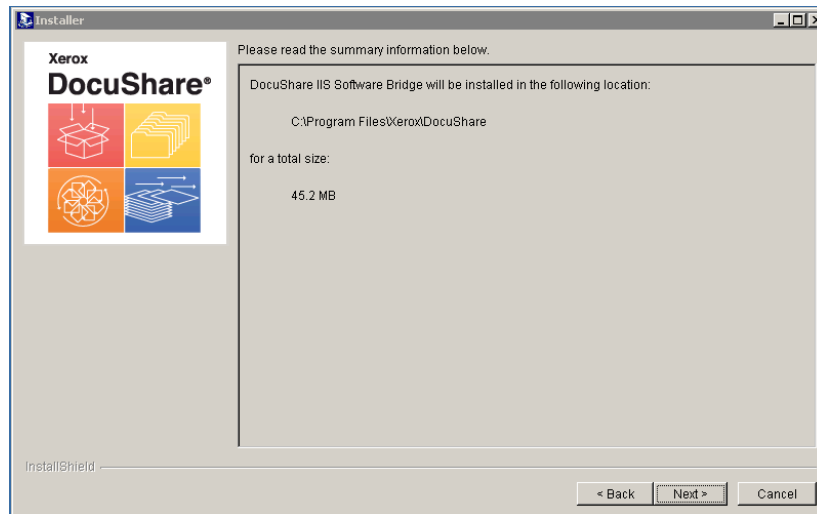 Installer
Xerox
DocuShare®
Please read the summary information below.
DocuShare IIS Software Bridge will be installed in the following location:
C:\Program Files\Xerox\DocuShare
for a total size:
45.2 MB
InstallShield
< Back
Next >
Cancel